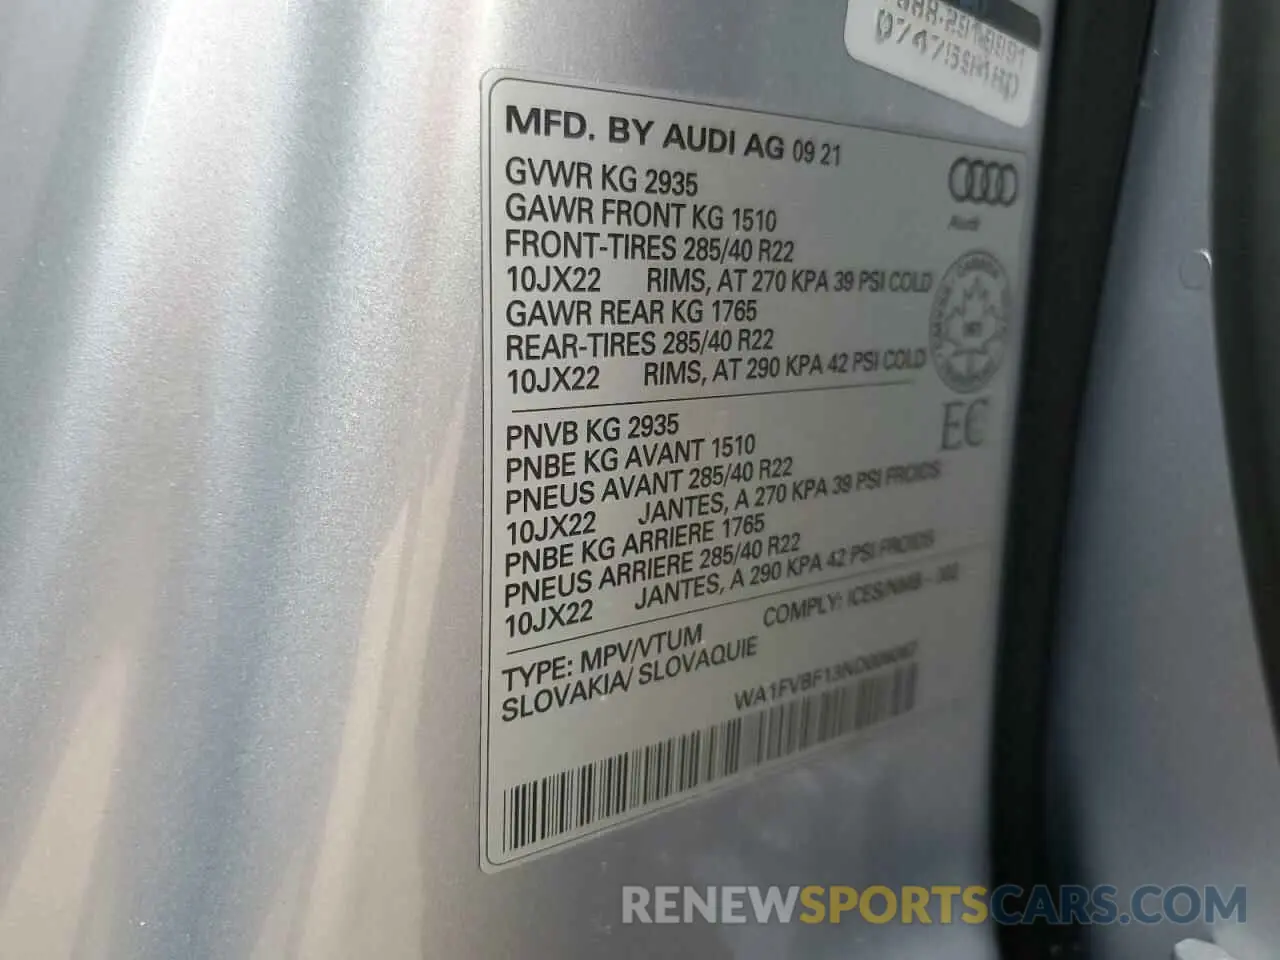 MFD. BY AUDI AG 09 21
GVWR KG 2935
GAWR FRONT KG 1510
FRONT-TIRES 285/40 R22
10JX22 RIMS, AT 270 KPA 39 PSI COLD
GAWR REAR KG 1765
REAR-TIRES 285/40 R22
10JX22 RIMS, AT 290 KPA 42 PSI COLD
Audi
EC
PNVB KG 2935
PNBE KG AVANT 1510
PNEUS AVANT 285/40 R22
10JX22 JANTES, A 270 KPA 39 PSI FROIDS
PNBE KG ARRIERE 1765
PNEUS ARRIERE 285/40 R22
10JX22 JANTES, A 290 KPA 42 PSI FROIDS
COMPLY: ICES/NMB -
TYPE: MPV/VTUM
SLOVAKIA/ SLOVAQUIE
RENEWSPORTSCARS.COM